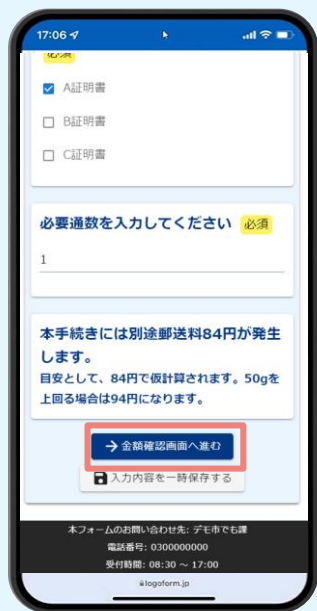 17:06
必須
A証明書
B証明書
C証明書
必要通数を入力してください 必須
1
本手続きには別途郵送料84円が発生
します。
目安として、84円で仮計算されます。50gを
上回る場合は94円になります。
→ 金額確認画面へ進む
入力内容を一時保存する
本フォームのお問い合わせ先: デモ市でも課
電話番号: 0300000000
受付時間: 08:30 ～ 17:00
logoform.jp